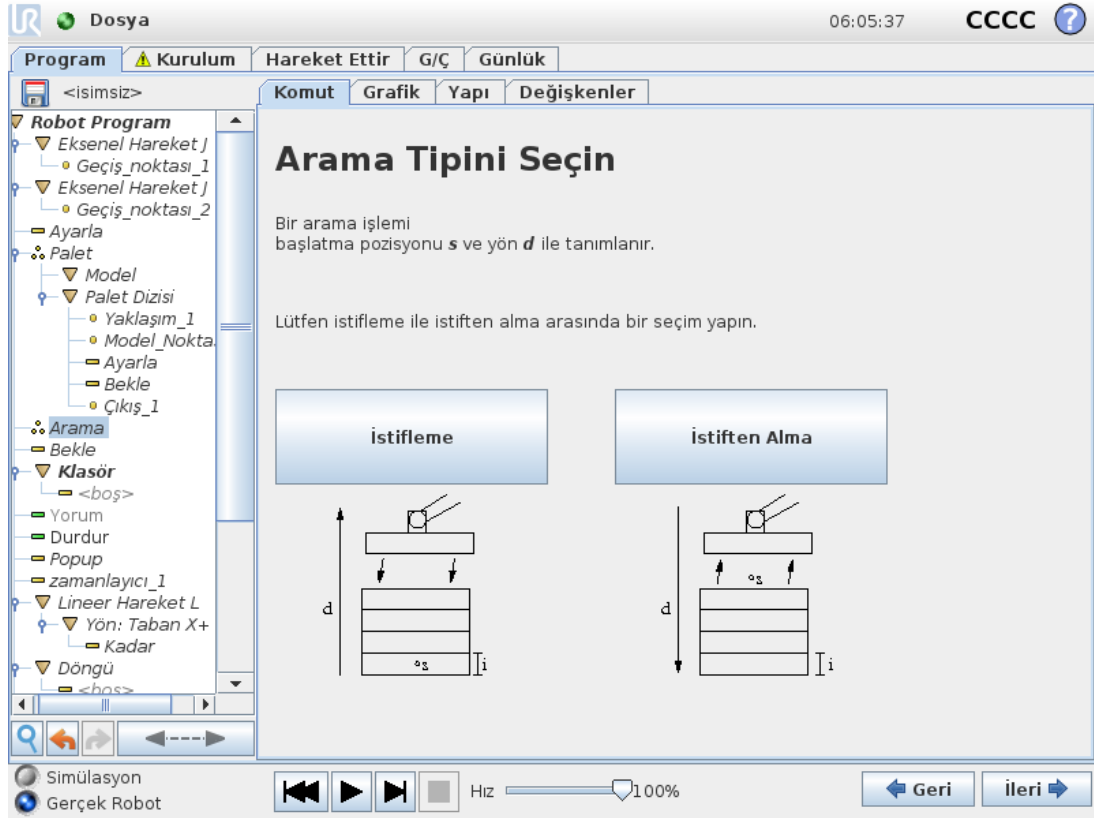 UR
Dosya
06:05:37
CCCC
?
Program
Kurulum
Hareket Ettir
G/Ç
Günlük
<isimsiz>
Komut
Grafik
Yapı
Değişkenler
Robot Program
Eksenel Hareket J
Geçiş_noktası_1
Eksenel Hareket J
Geçiş_noktası_2
Ayarla
Palet
Model
Palet Dizisi
Yaklaşım_1
Model_Nokta
Ayarla
Bekle
Çıkış_1
Arama
Bekle
Klasör
<boş>
Yorum
Durdur
Popup
zamanlayıcı_1
Lineer Hareket L
Yön: Taban X+
Kadar
Döngü
<boş>
Arama Tipini Seçin
Bir arama işlemi
başlatma pozisyonu s ve yön d ile tanımlanır.
Lütfen istifleme ile istiften alma arasında bir seçim yapın.
İstifleme
İstiften Alma
d
s
i
d
s
i
Simülasyon
Gerçek Robot
Hız
100%
Geri
İleri